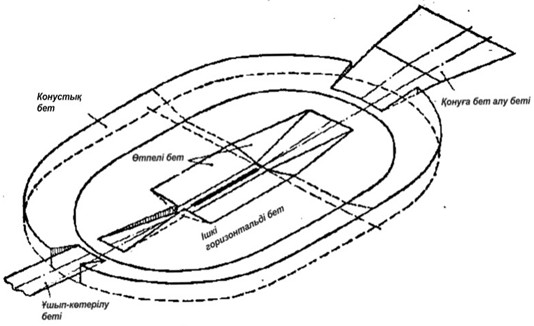 Конустық
бет
Қонуға бет алу беті
Өтпелі бет
Ішкі
горизонтальді бет
Ұшып-көтерілу
беті